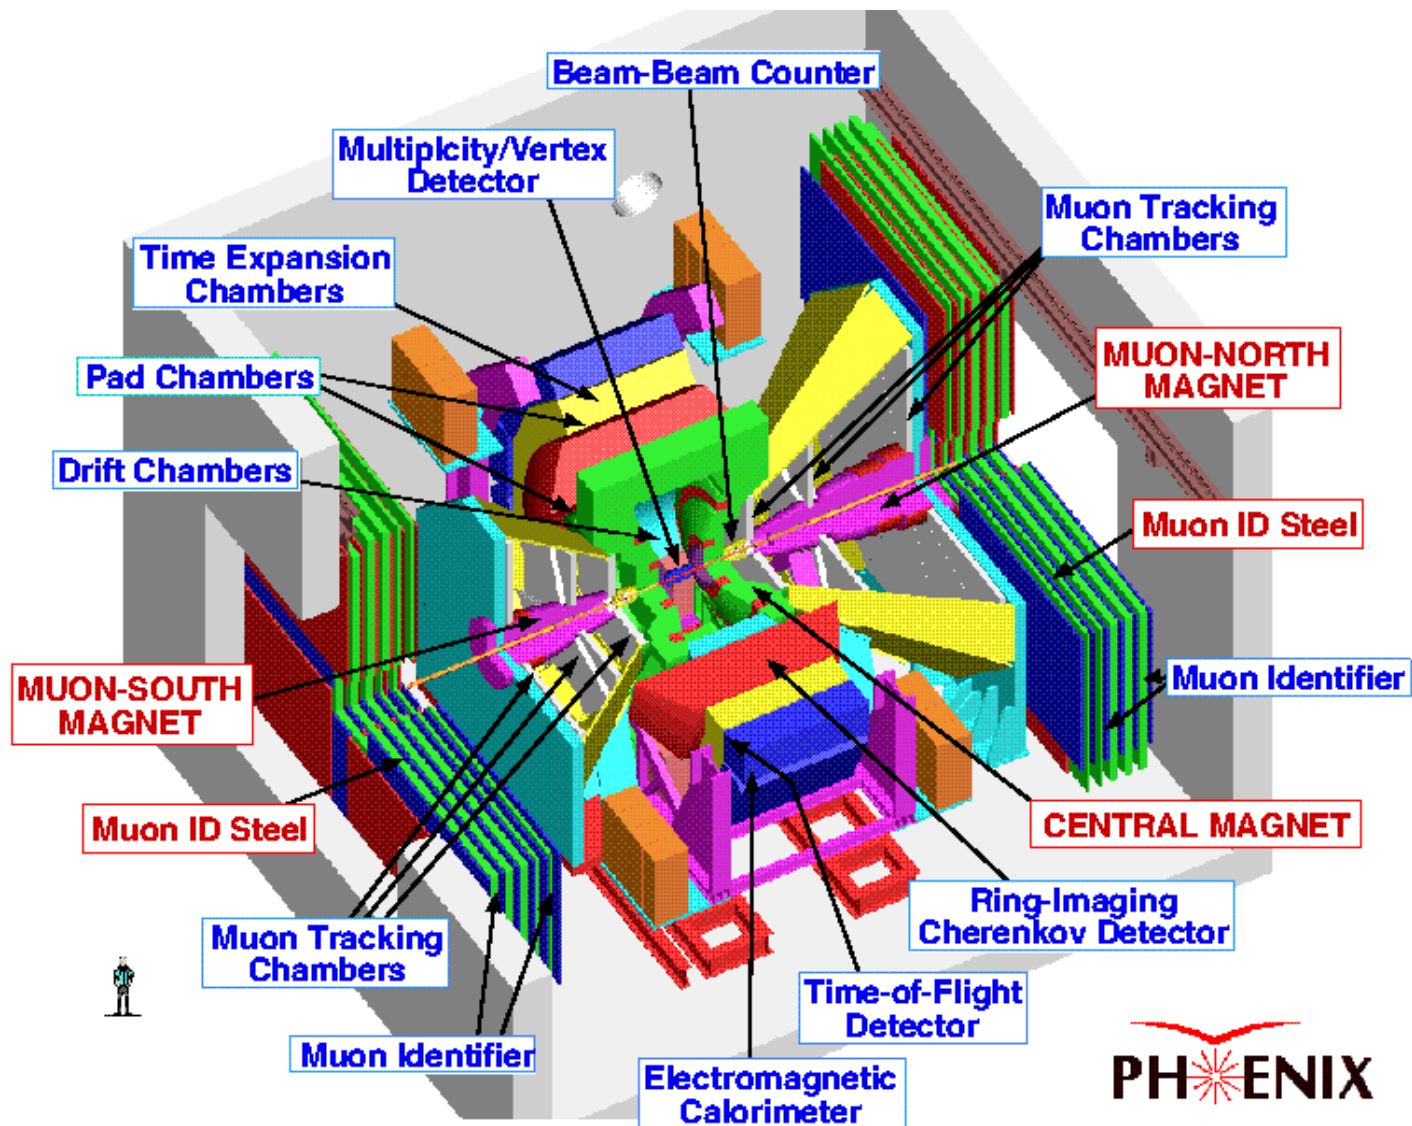 Beam-Beam Counter
Multiplcity/Vertex
Detector
Muon Tracking
Chambers
Time Expansion
Chambers
MUON-NORTH
MAGNET
Pad Chambers
Drift Chambers
Muon ID Steel
MUON-SOUTH
MAGNET
Muon Identifier
Muon ID Steel
CENTRAL MAGNET
Ring-Imaging
Cherenkov Detector
Muon Tracking
Chambers
Time-of-Flight
Detector
Muon Identifier
Electromagnetic
Calorimeter
PHENIX